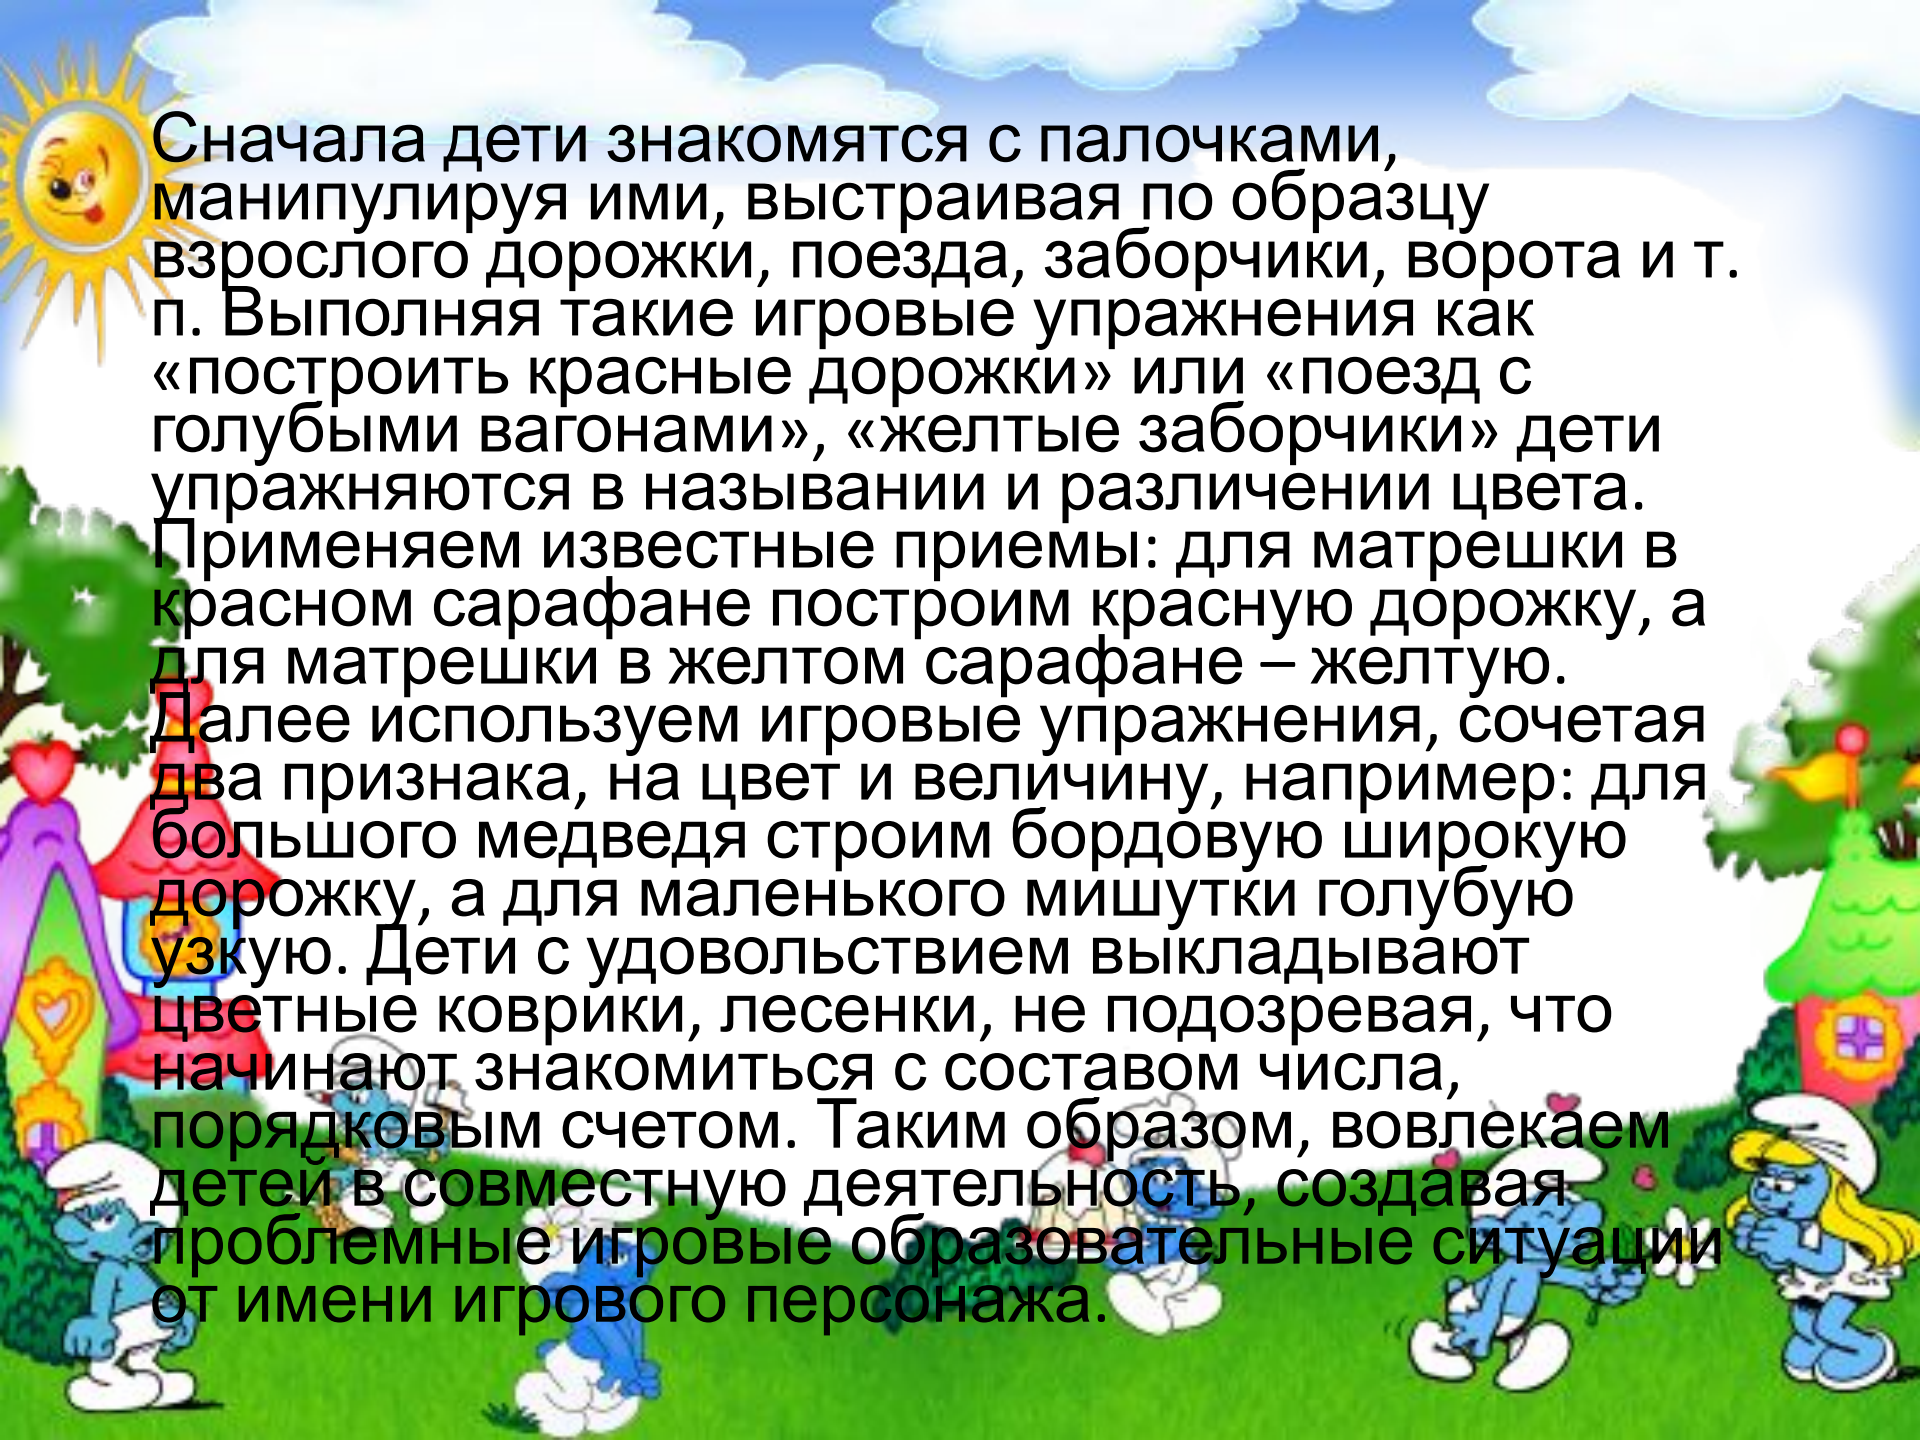 Сначала дети знакомятся с палочками,
манипулируя ими, выстраивая по образцу
взрослого дорожки, поезда, заборчики, ворота и т.
п. Выполняя такие игровые упражнения как
«построить красные дорожки» или «поезд с
голубыми вагонами», «желтые заборчики» дети
упражняются в назывании и различении цвета.
Применяем известные приемы: для матрешки в
красном сарафане построим красную дорожку, а
для матрешки в желтом сарафане – желтую.
Далее используем игровые упражнения, сочетая
два признака, на цвет и величину, например: для
большого медведя строим бордовую широкую
дорожку, а для маленького мишутки голубую
узкую. Дети с удовольствием выкладывают
цветные коврики, лесенки, не подозревая, что
начинают знакомиться с составом числа,
порядковым счетом. Таким образом, вовлекаем
детей в совместную деятельность, создавая
проблемные игровые образовательные ситуации
от имени игрового персонажа.